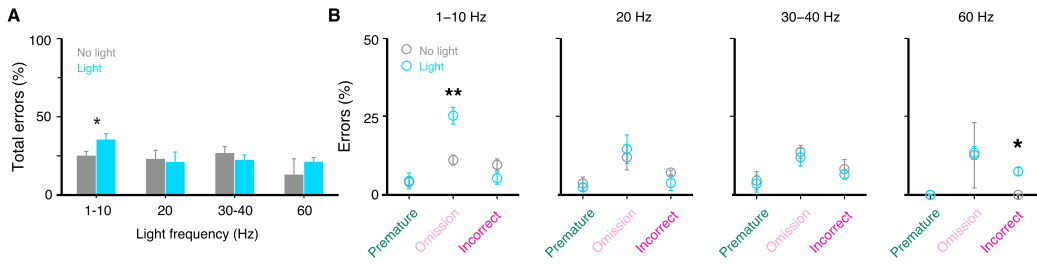 A
B
1–10 Hz
20 Hz
30–40 Hz
60 Hz
Total errors (%)
100
50
0
No light
Light
*
1-10
20
30-40
60
Light frequency (Hz)
Errors (%)
50
25
0
No light
Light
**
*
Premature
Omission
Incorrect
Premature
Omission
Incorrect
Premature
Omission
Incorrect
Premature
Omission
Incorrect